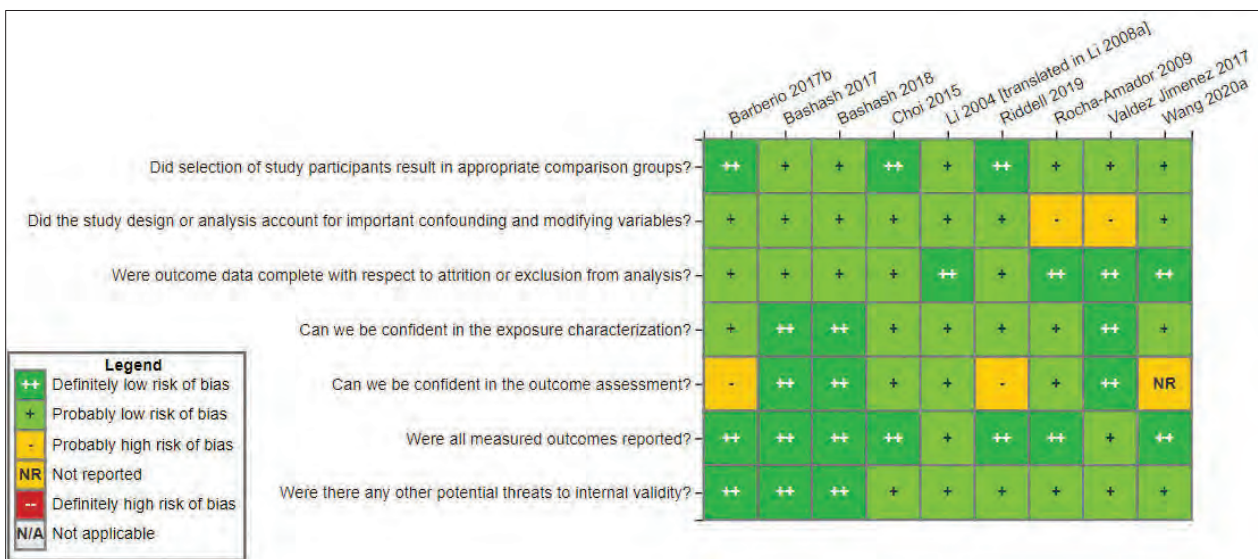 Barberio 2017b
Bashash 2017
Bashash 2018
Choi 2015
Li 2004 [translated in Li 2008a]
Riddell 2019
Rocha-Amador 2009
Valdez Jimenez 2017
Wang 2020a
Did selection of study participants result in appropriate comparison groups? ++ + + ++ + ++ + + +
Did the study design or analysis account for important confounding and modifying variables? + + + + + + - - +
Were outcome data complete with respect to attrition or exclusion from analysis? + + + + ++ + ++ ++ ++
Can we be confident in the exposure characterization? + ++ ++ + + + + ++ +
Can we be confident in the outcome assessment? - ++ ++ + + - + ++ NR
Were all measured outcomes reported? ++ ++ ++ ++ + ++ ++ + ++
Were there any other potential threats to internal validity? ++ ++ ++ + + + + + +
Legend
++ Definitely low risk of bias
+ Probably low risk of bias
- Probably high risk of bias
NR Not reported
-- Definitely high risk of bias
N/A Not applicable